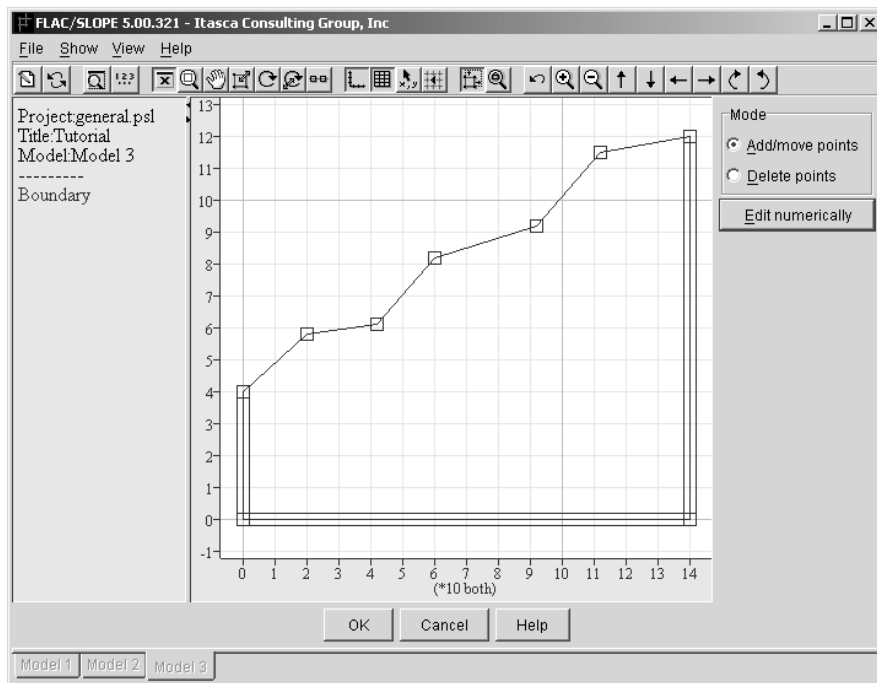 FLAC/SLOPE 5.00.321 - Itasca Consulting Group, Inc
File Show View Help
1 2 3
x,y
Project:general.psl
Title:Tutorial
Model:Model 3
---------
Boundary
13
12
11
10
9
8
7
6
5
4
3
2
1
0
-1
0 1 2 3 4 5 6 7 8 9 10 11 12 13 14
(*10 both)
Mode
Add/move points
Delete points
Edit numerically
OK Cancel Help
Model 1 Model 2 Model 3